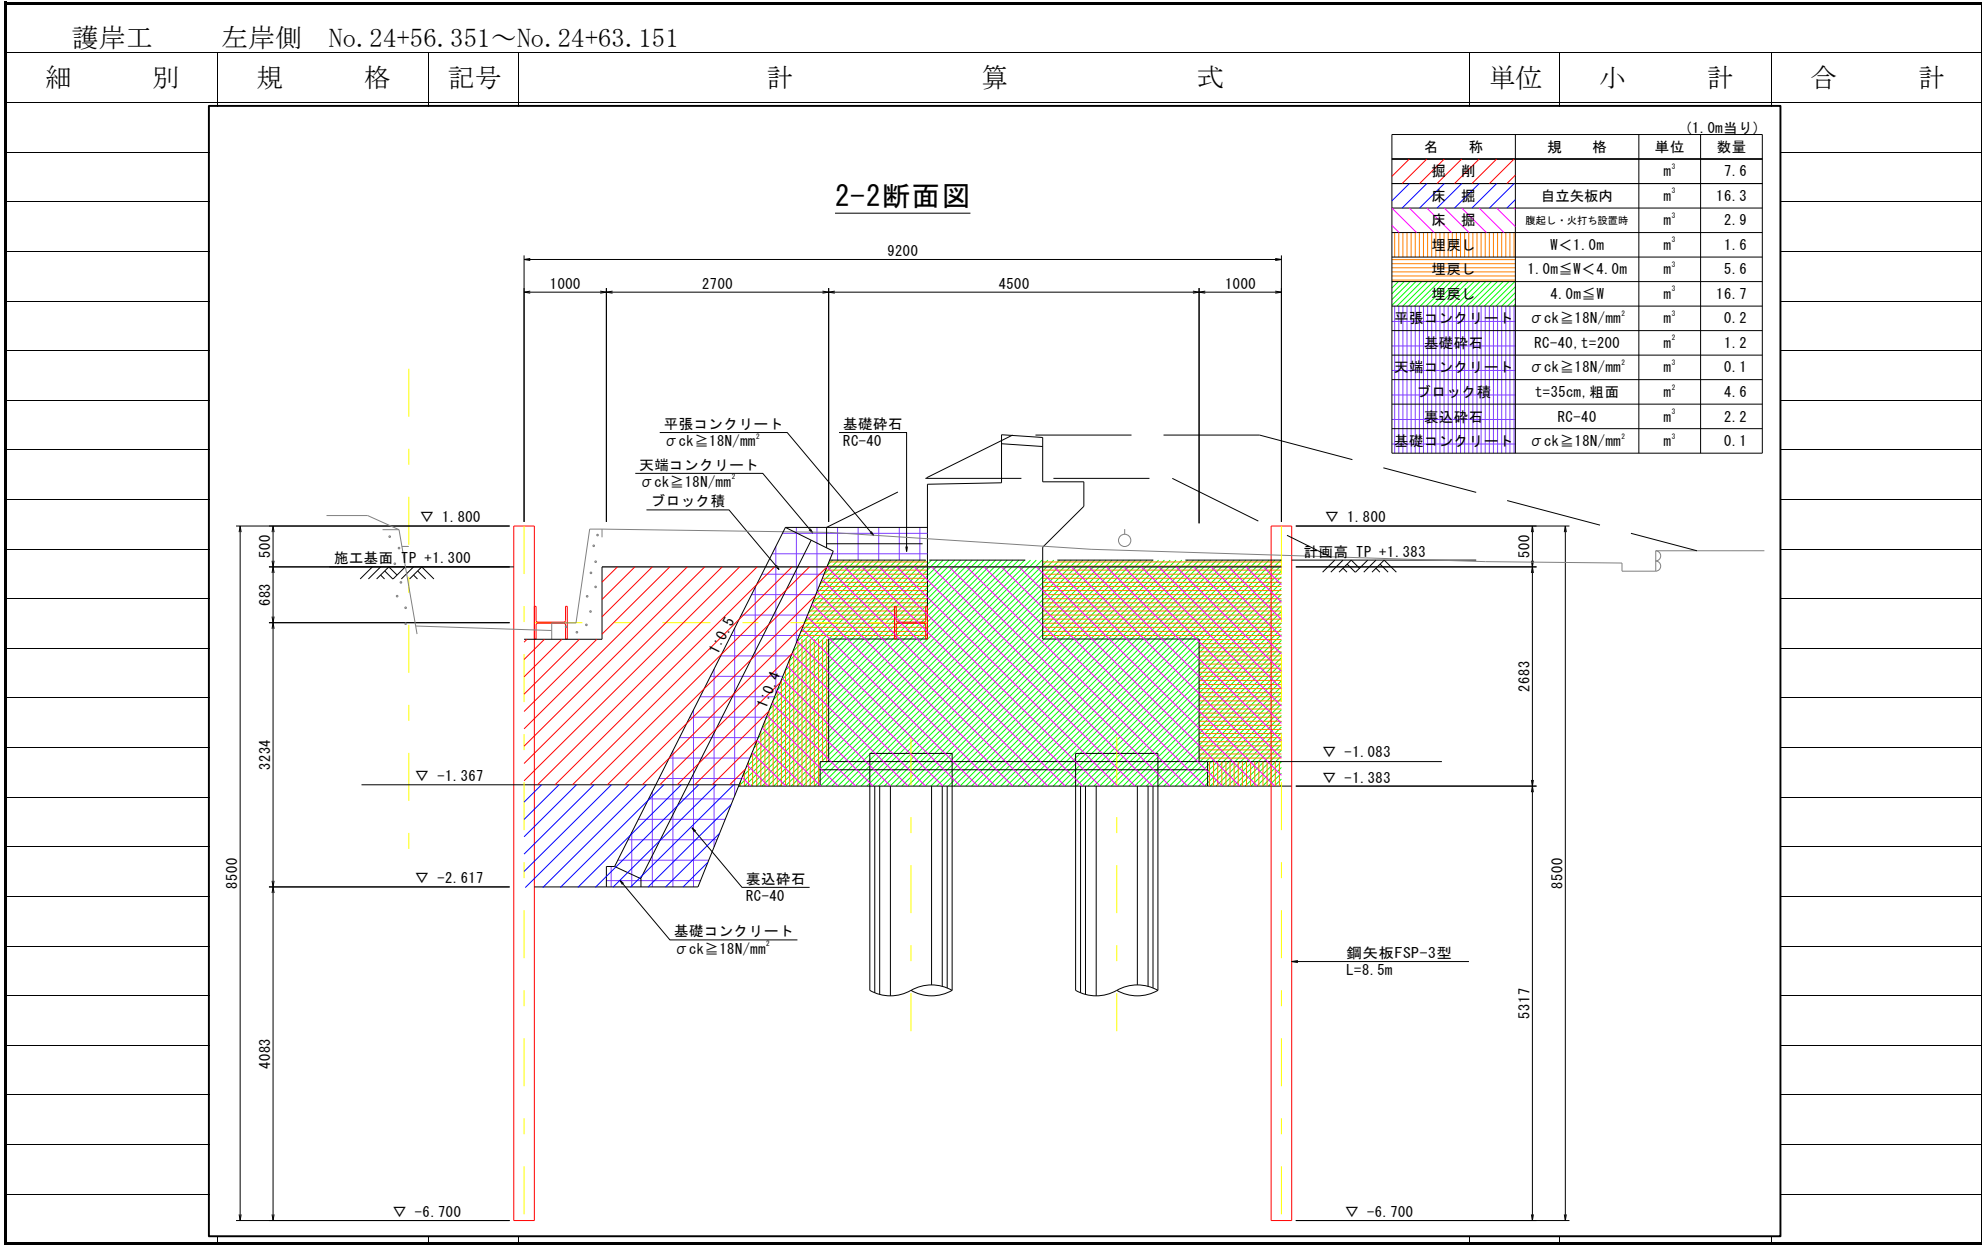 護岸工 左岸側 No.24+56.351～No.24+63.151
細 別 規 格 記号 計 算 式 単位 小 計 合 計
(1.0m当り)
名 称 規 格 単位 数量
掘 削 m³ 7.6
床 掘 自立矢板内 m³ 16.3
床 掘 腹起し・火打ち設置時 m³ 2.9
埋戻し W＜1.0m m³ 1.6
埋戻し 1.0m≦W＜4.0m m³ 5.6
埋戻し 4.0m≦W m³ 16.7
平張コンクリート σck≧18N/mm² m³ 0.2
基礎砕石 RC-40,t=200 m² 1.2
天端コンクリート σck≧18N/mm² m³ 0.1
ブロック積 t=35cm,粗面 m² 4.6
裏込砕石 RC-40 m³ 2.2
基礎コンクリート σck≧18N/mm² m³ 0.1
2-2断面図
9200
1000 2700 4500 1000
平張コンクリート
σck≧18N/mm²
基礎砕石
RC-40
天端コンクリート
σck≧18N/mm²
ブロック積
▽ 1.800
▽ 1.800
500
500
施工基面 TP +1.300
計画高 TP +1.383
683
1:0.5
1:0.4
2683
3234
▽ -1.083
▽ -1.367
▽ -1.383
8500
8500
▽ -2.617
裏込砕石
RC-40
基礎コンクリート
σck≧18N/mm²
鋼矢板FSP-3型
L=8.5m
5317
4083
▽ -6.700
▽ -6.700